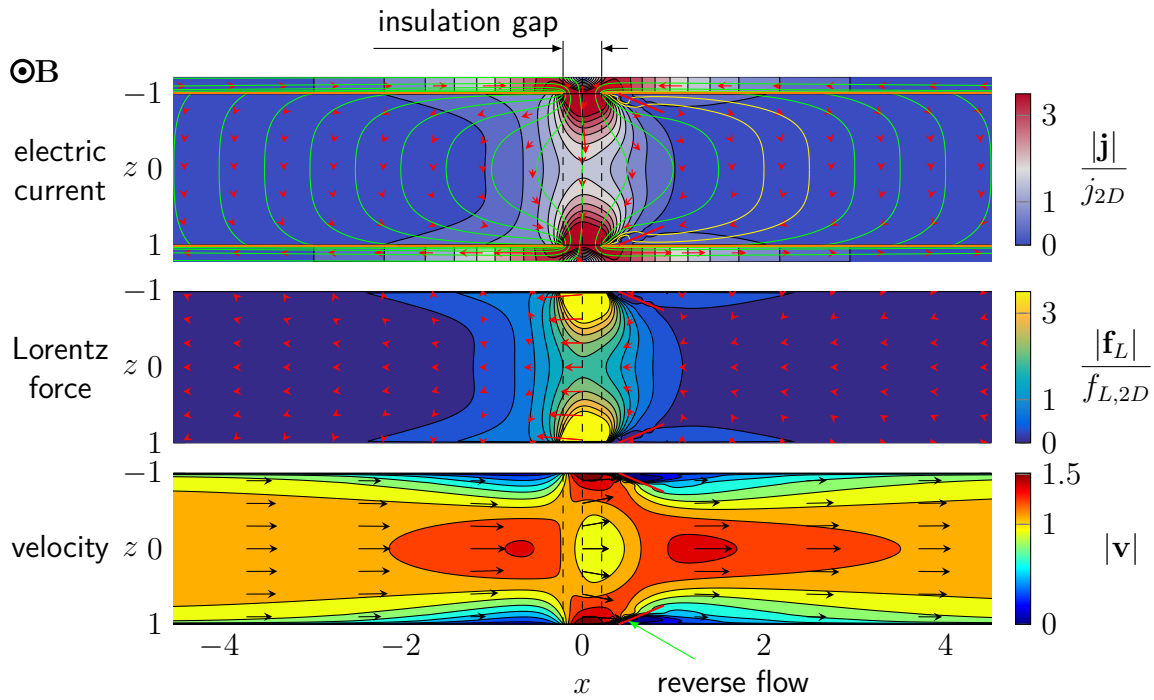 insulation gap
⊙B
−1
electric
current
z 0
1
3
1
0
|j|
j2D
−1
Lorentz
force
z 0
1
3
1
0
|fL|
fL,2D
−1
velocity
z 0
1
1.5
1
0
|v|
−4 −2 0 2 4
x
reverse flow